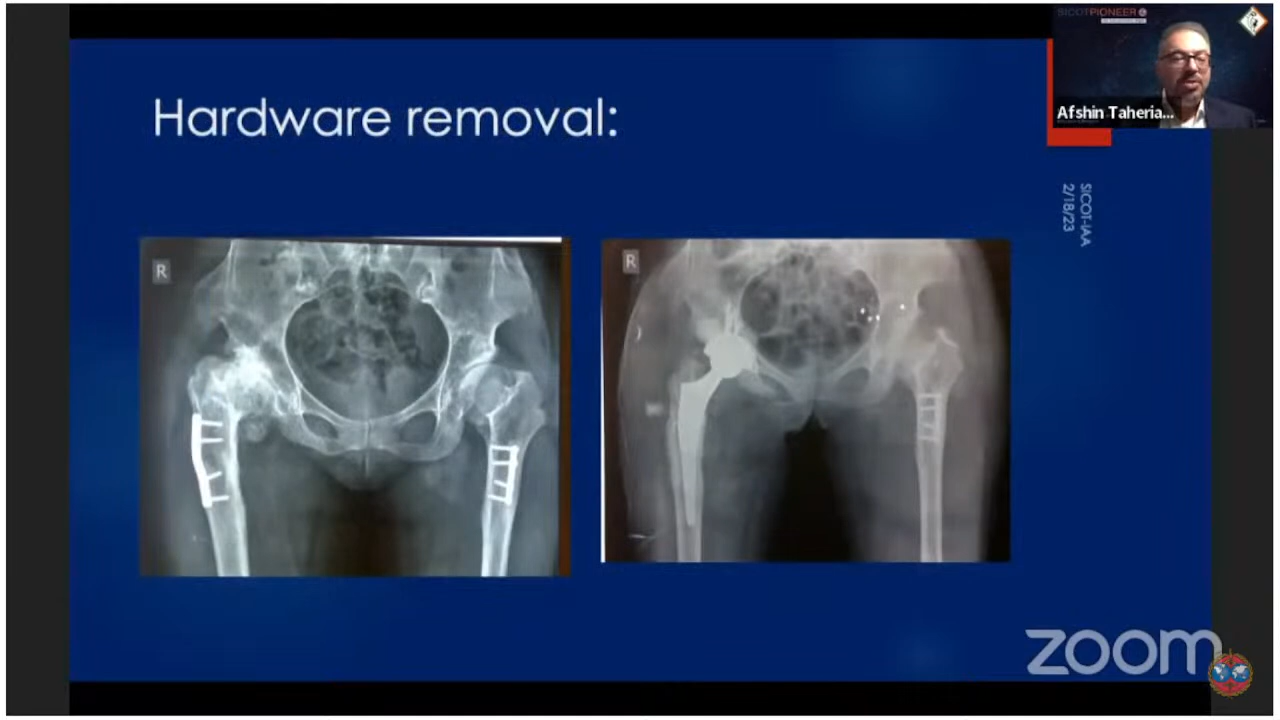 SICOTPIONEER
Afshin Taheria...
Hardware removal:
SICOT-IAA
2/18/23
R
R
zoom